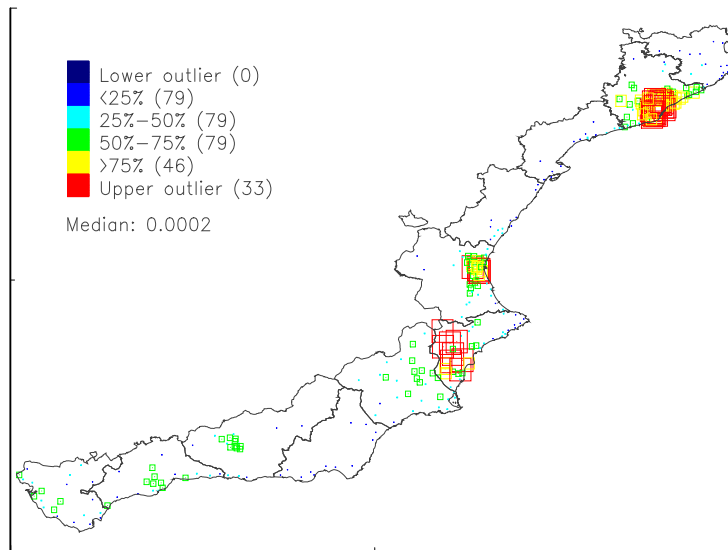 Lower outlier (0)
<25% (79)
25%−50% (79)
50%−75% (79)
>75% (46)
Upper outlier (33)
Median: 0.0002